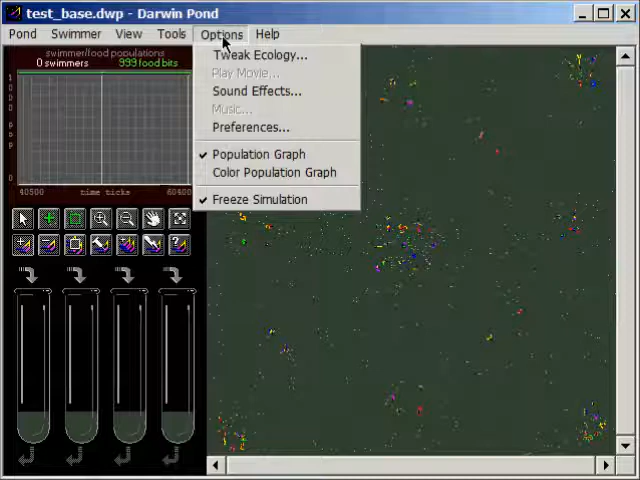 test_base.dwp - Darwin Pond
Pond Swimmer View Tools Options Help
swimmer/food populations
0 swimmers 999 food bits
Tweak Ecology...
Play Movie...
Sound Effects...
Music...
Preferences...
Population Graph
Color Population Graph
Freeze Simulation
40500 time ticks 60400